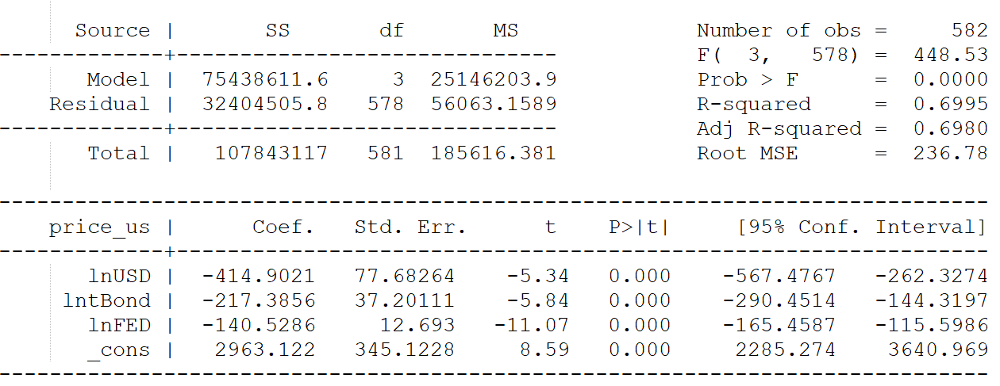 Source | SS df MS Number of obs = 582
-------------+------------------------------ F( 3, 578) = 448.53
Model | 75438611.6 3 25146203.9 Prob > F = 0.0000
Residual | 32404505.8 578 56063.1589 R-squared = 0.6995
-------------+------------------------------ Adj R-squared = 0.6980
Total | 107843117 581 185616.381 Root MSE = 236.78
------------------------------------------------------------------------------
price_us | Coef. Std. Err. t P>|t| [95% Conf. Interval]
-------------+----------------------------------------------------------------
lnUSD | -414.9021 77.68264 -5.34 0.000 -567.4767 -262.3274
lntBond | -217.3856 37.20111 -5.84 0.000 -290.4514 -144.3197
lnFED | -140.5286 12.693 -11.07 0.000 -165.4587 -115.5986
_cons | 2963.122 345.1228 8.59 0.000 2285.274 3640.969
------------------------------------------------------------------------------